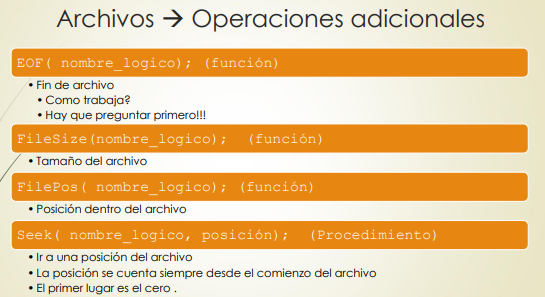 Archivos → Operaciones adicionales
EOF( nombre_logico); (función)
• Fin de archivo
• Como trabaja?
• Hay que preguntar primero!!!
FileSize(nombre_logico); (función)
• Tamaño del archivo
FilePos( nombre_logico); (función)
• Posición dentro del archivo
Seek( nombre_logico, posición); (Procedimiento)
• Ir a una posición del archivo
• La posición se cuenta siempre desde el comienzo del archivo
• El primer lugar es el cero .